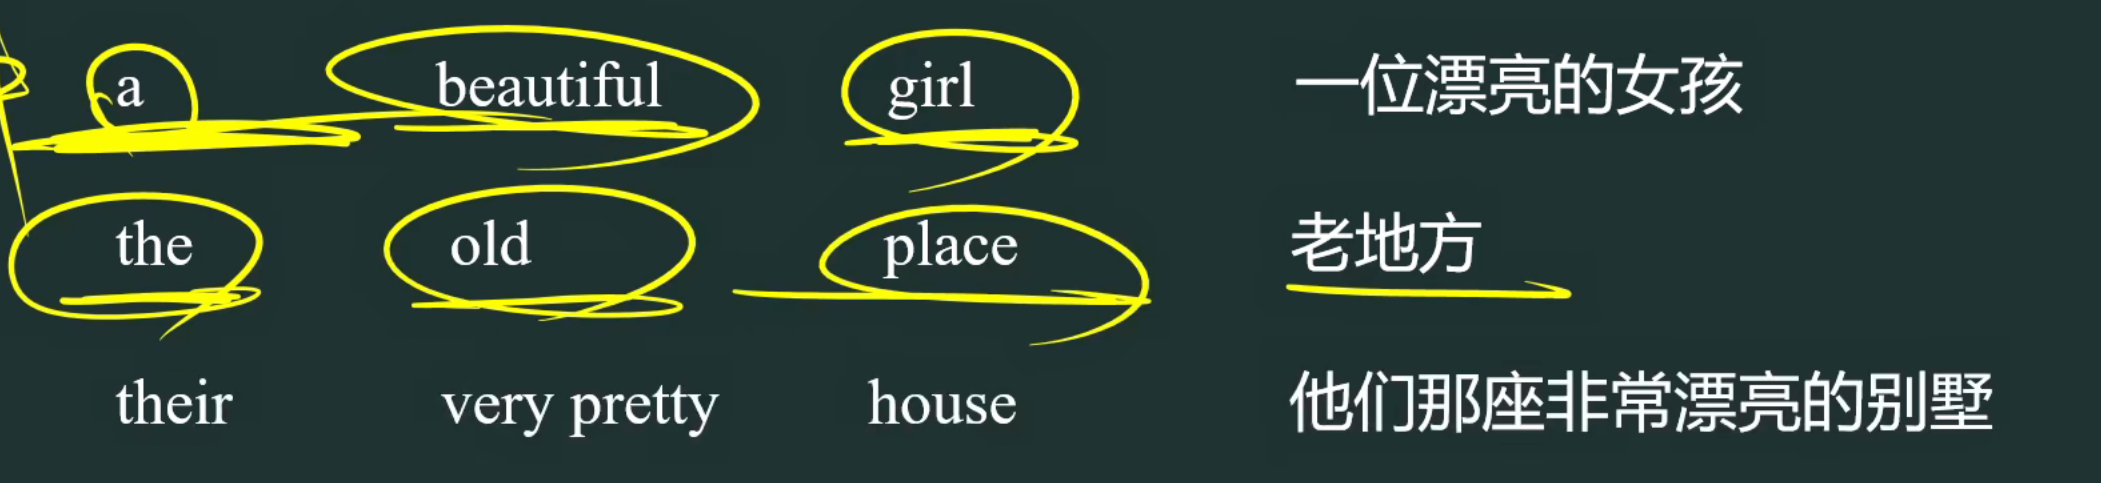 a beautiful girl 一位漂亮的女孩
the old place 老地方
their very pretty house 他们那座非常漂亮的别墅